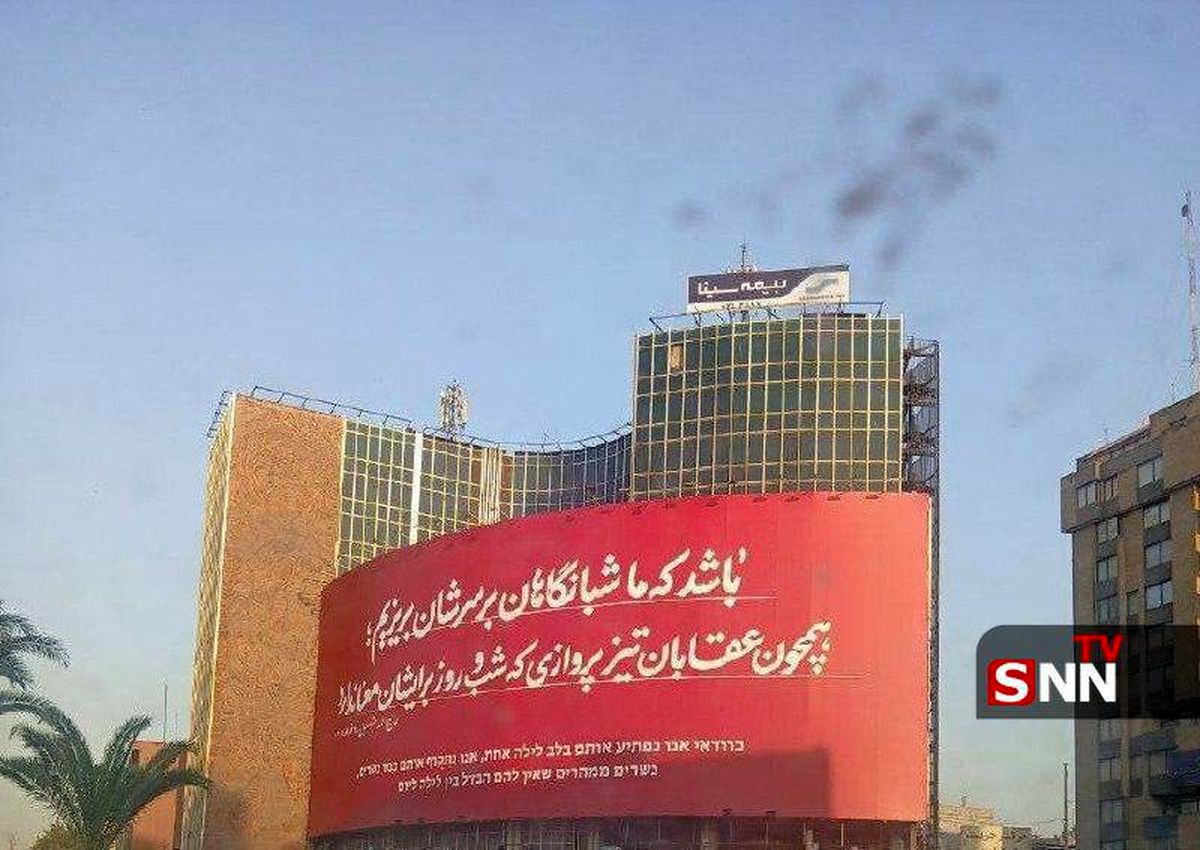 بیمه سینا
باشد که ما شبانگاهان بر سرشان بریزیم؛
همچون عقابان تیز پروازی که شب و روز برایشان معنا ندارد
בוודאי אנו נפתיע אותם בלב לילה אחת, אנו נתקוף אותם כמו נשרים,
נשרים ממהרים שאין להם הבדל בין לילה ליום
SNN
TV